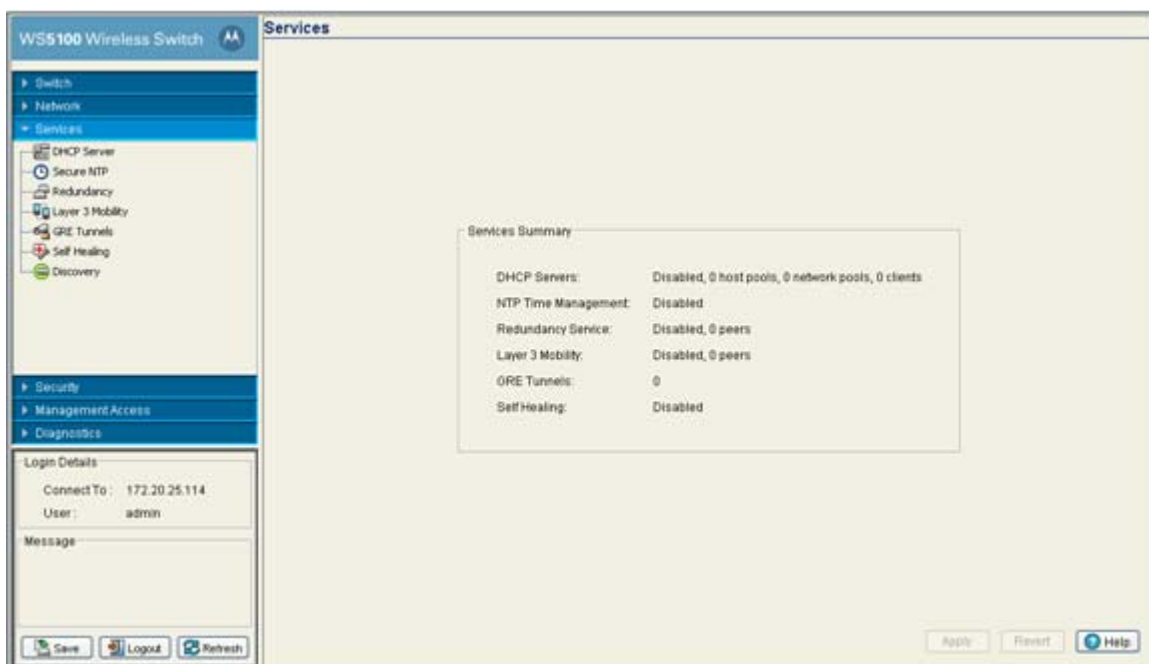 WS5100 Wireless Switch
Services
Switch
Network
Services
DHCP Server
Secure NTP
Redundancy
Layer 3 Mobility
GRE Tunnels
Self Healing
Discovery
Security
Management Access
Diagnostics
Login Details
Connect To : 172.20.25.114
User : admin
Message
Save Logout Refresh
Services Summary
DHCP Servers: Disabled, 0 host pools, 0 network pools, 0 clients
NTP Time Management: Disabled
Redundancy Service: Disabled, 0 peers
Layer 3 Mobility: Disabled, 0 peers
GRE Tunnels: 0
Self Healing: Disabled
Apply Revert Help